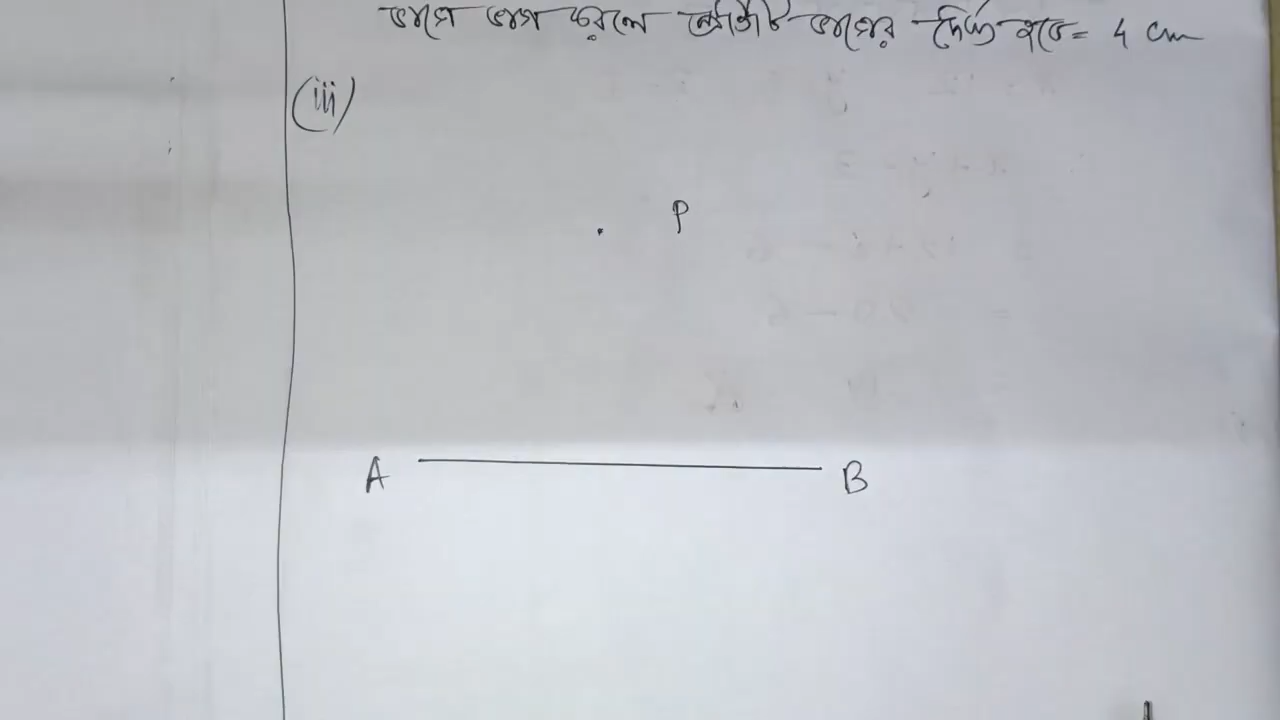 ভাগে ভাগ করলে প্রতিটি ভাগের দৈর্ঘ্য হবে = 4 cm
(iii)
P
A B